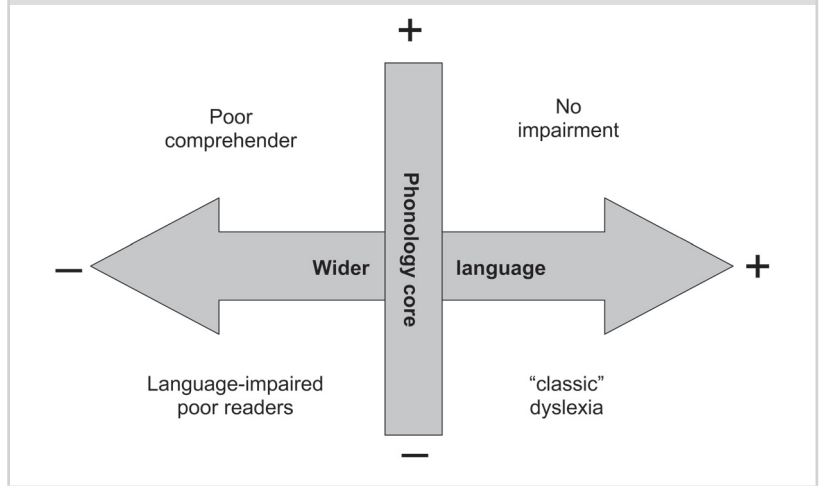 +
Poor
comprehender
No
impairment
Phonology core
–
Wider
language
+
Language-impaired
poor readers
“classic”
dyslexia
–